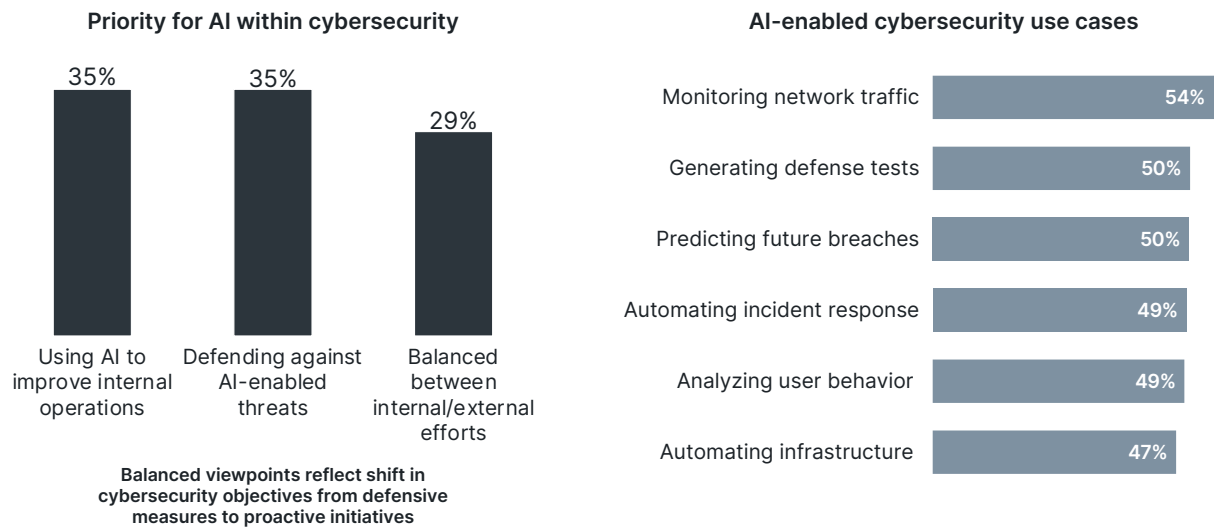 Priority for AI within cybersecurity
35%
35%
29%
Using AI to
improve internal
operations
Defending against
AI-enabled
threats
Balanced
between
internal/external
efforts
Balanced viewpoints reflect shift in
cybersecurity objectives from defensive
measures to proactive initiatives
AI-enabled cybersecurity use cases
Monitoring network traffic 54%
Generating defense tests 50%
Predicting future breaches 50%
Automating incident response 49%
Analyzing user behavior 49%
Automating infrastructure 47%